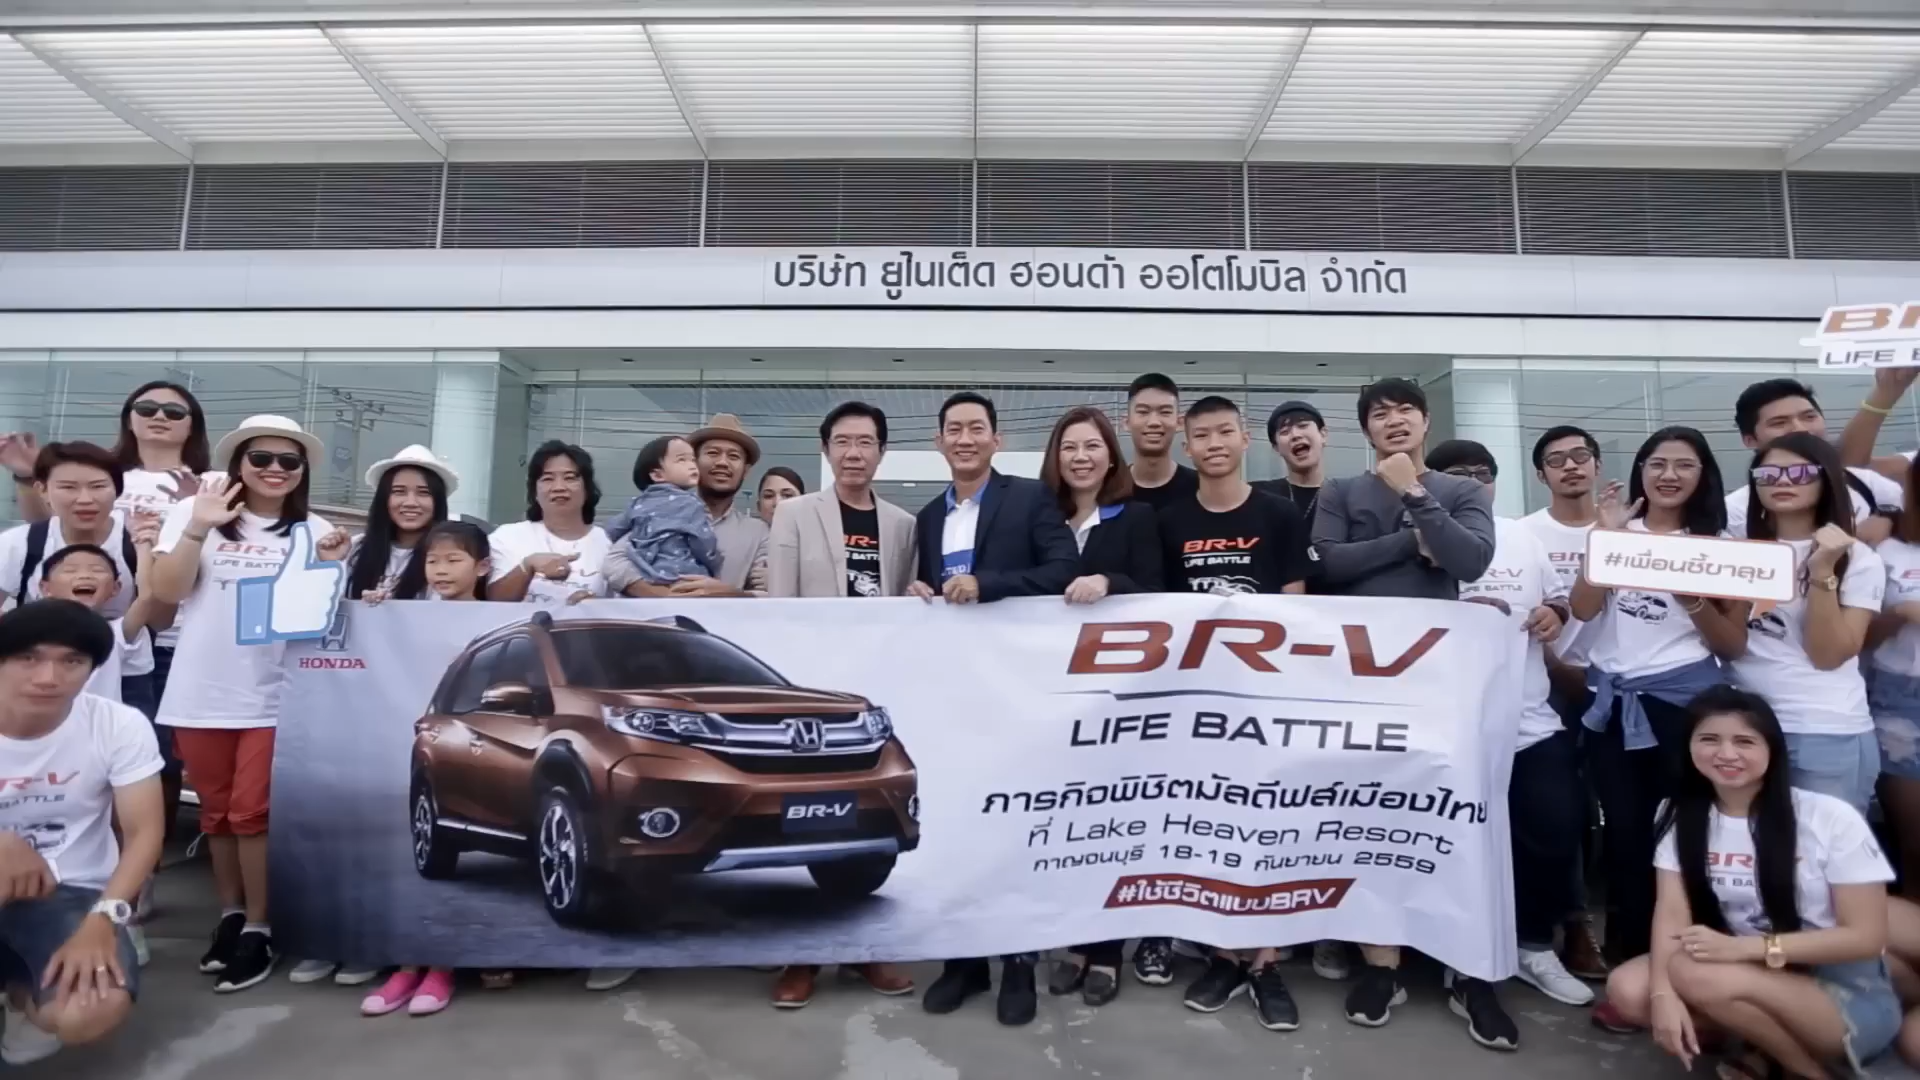 บริษัท ยูไนเต็ด ฮอนด้า ออโตโมบิล จำกัด
LIFE
#เพื่อนซี้ขาลุย
BR-V
LIFE BATTLE
ภารกิจพิชิตมัลดีฟส์เมืองไทย
ที่ Lake Heaven Resort
กาญจนบุรี 18-19 กันยายน 2559
#ใช้ชีวิตแบบBRV
HONDA
BR-V
BR-V
LIFE BATTLE
BR-V
LIFE BATTLE